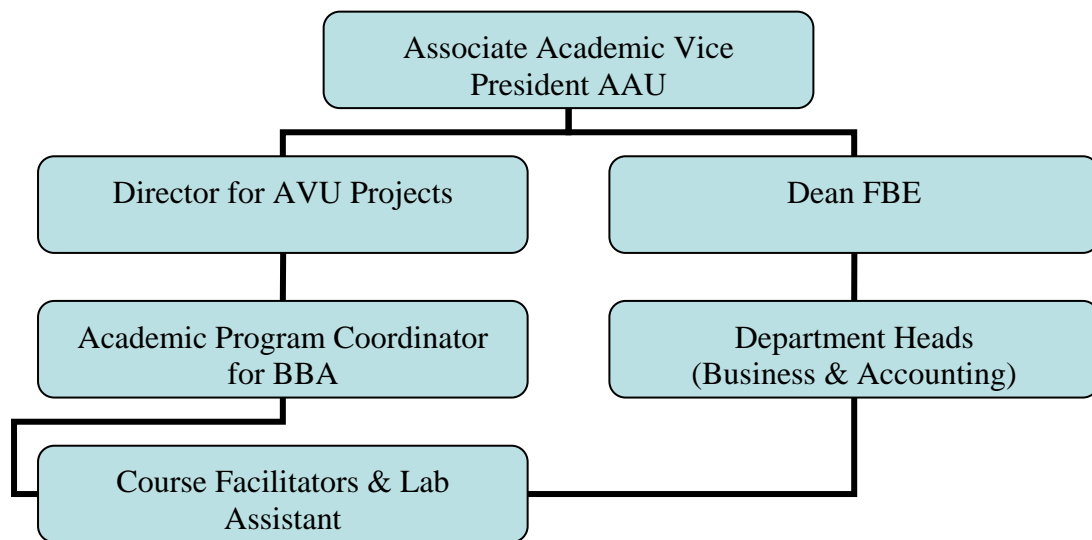 Associate Academic Vice
President AAU
Director for AVU Projects
Dean FBE
Academic Program Coordinator
for BBA
Department Heads
(Business & Accounting)
Course Facilitators & Lab
Assistant